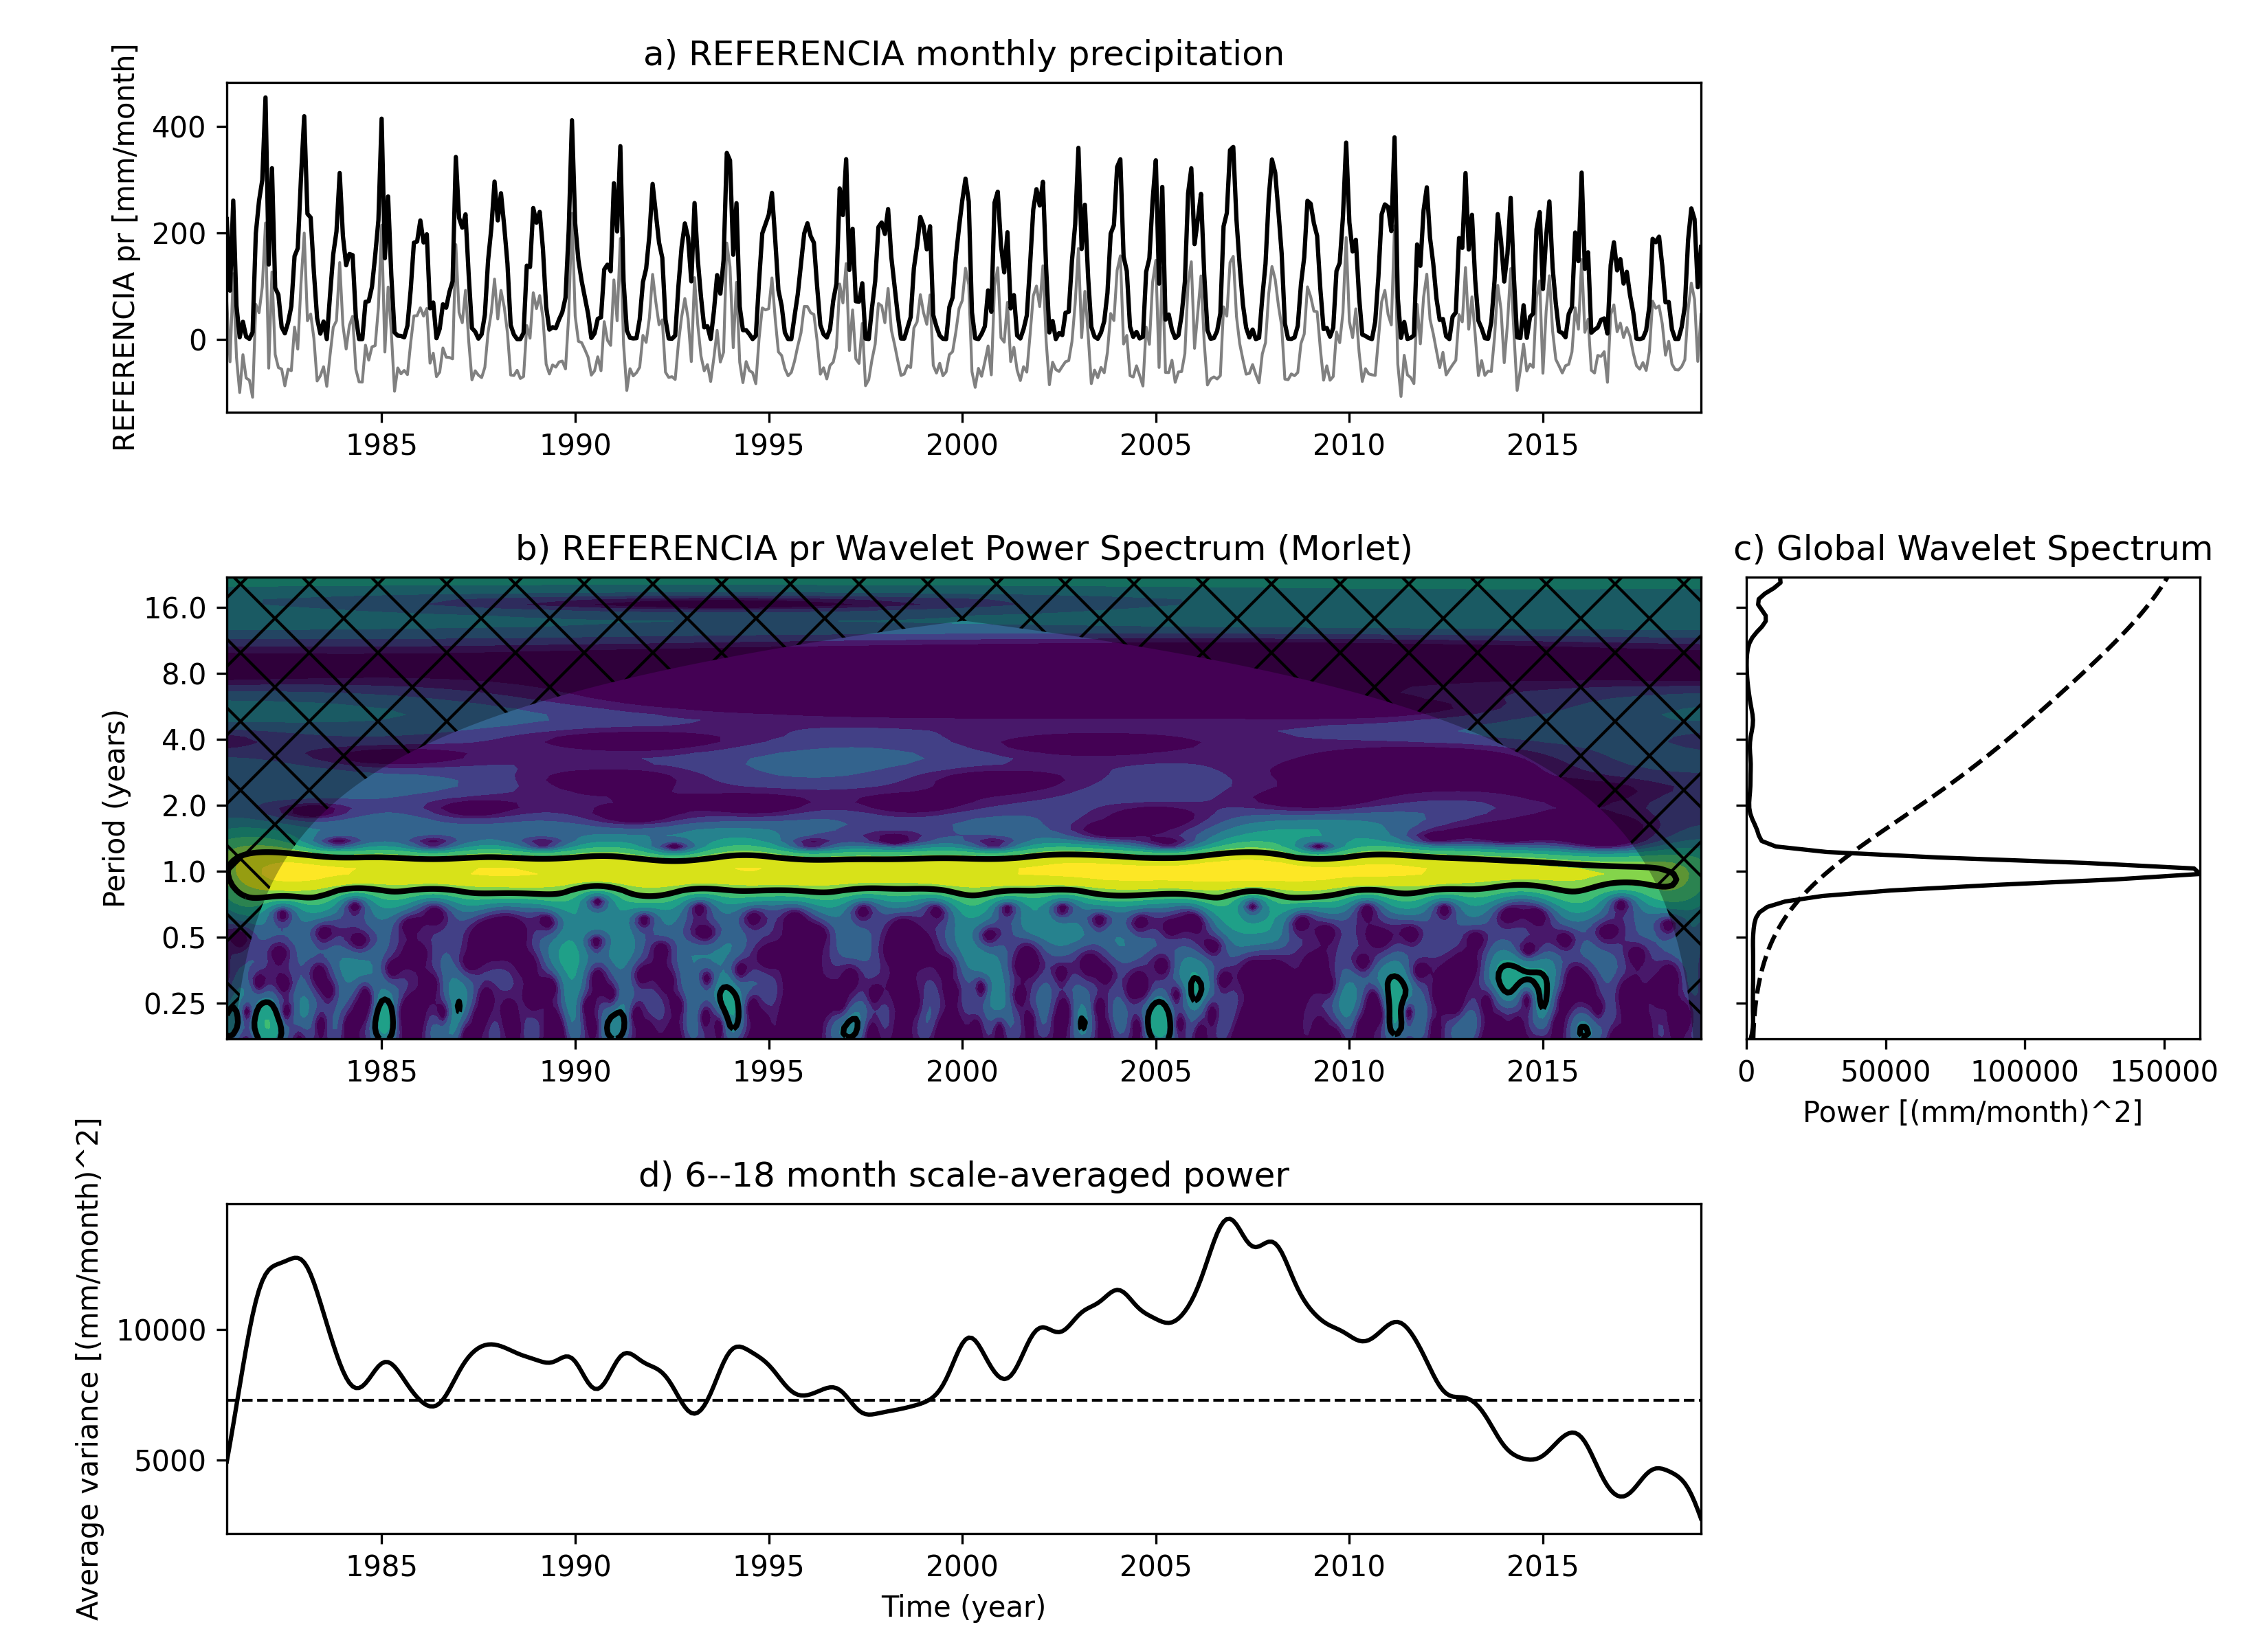 a) REFERENCIA monthly precipitation
REFERENCIA pr [mm/month]
400
200
0
1985 1990 1995 2000 2005 2010 2015
b) REFERENCIA pr Wavelet Power Spectrum (Morlet)
Period (years)
16.0
8.0
4.0
2.0
1.0
0.5
0.25
1985 1990 1995 2000 2005 2010 2015
c) Global Wavelet Spectrum
0 50000 100000 150000
Power [(mm/month)^2]
d) 6--18 month scale-averaged power
Average variance [(mm/month)^2]
10000
5000
1985 1990 1995 2000 2005 2010 2015
Time (year)